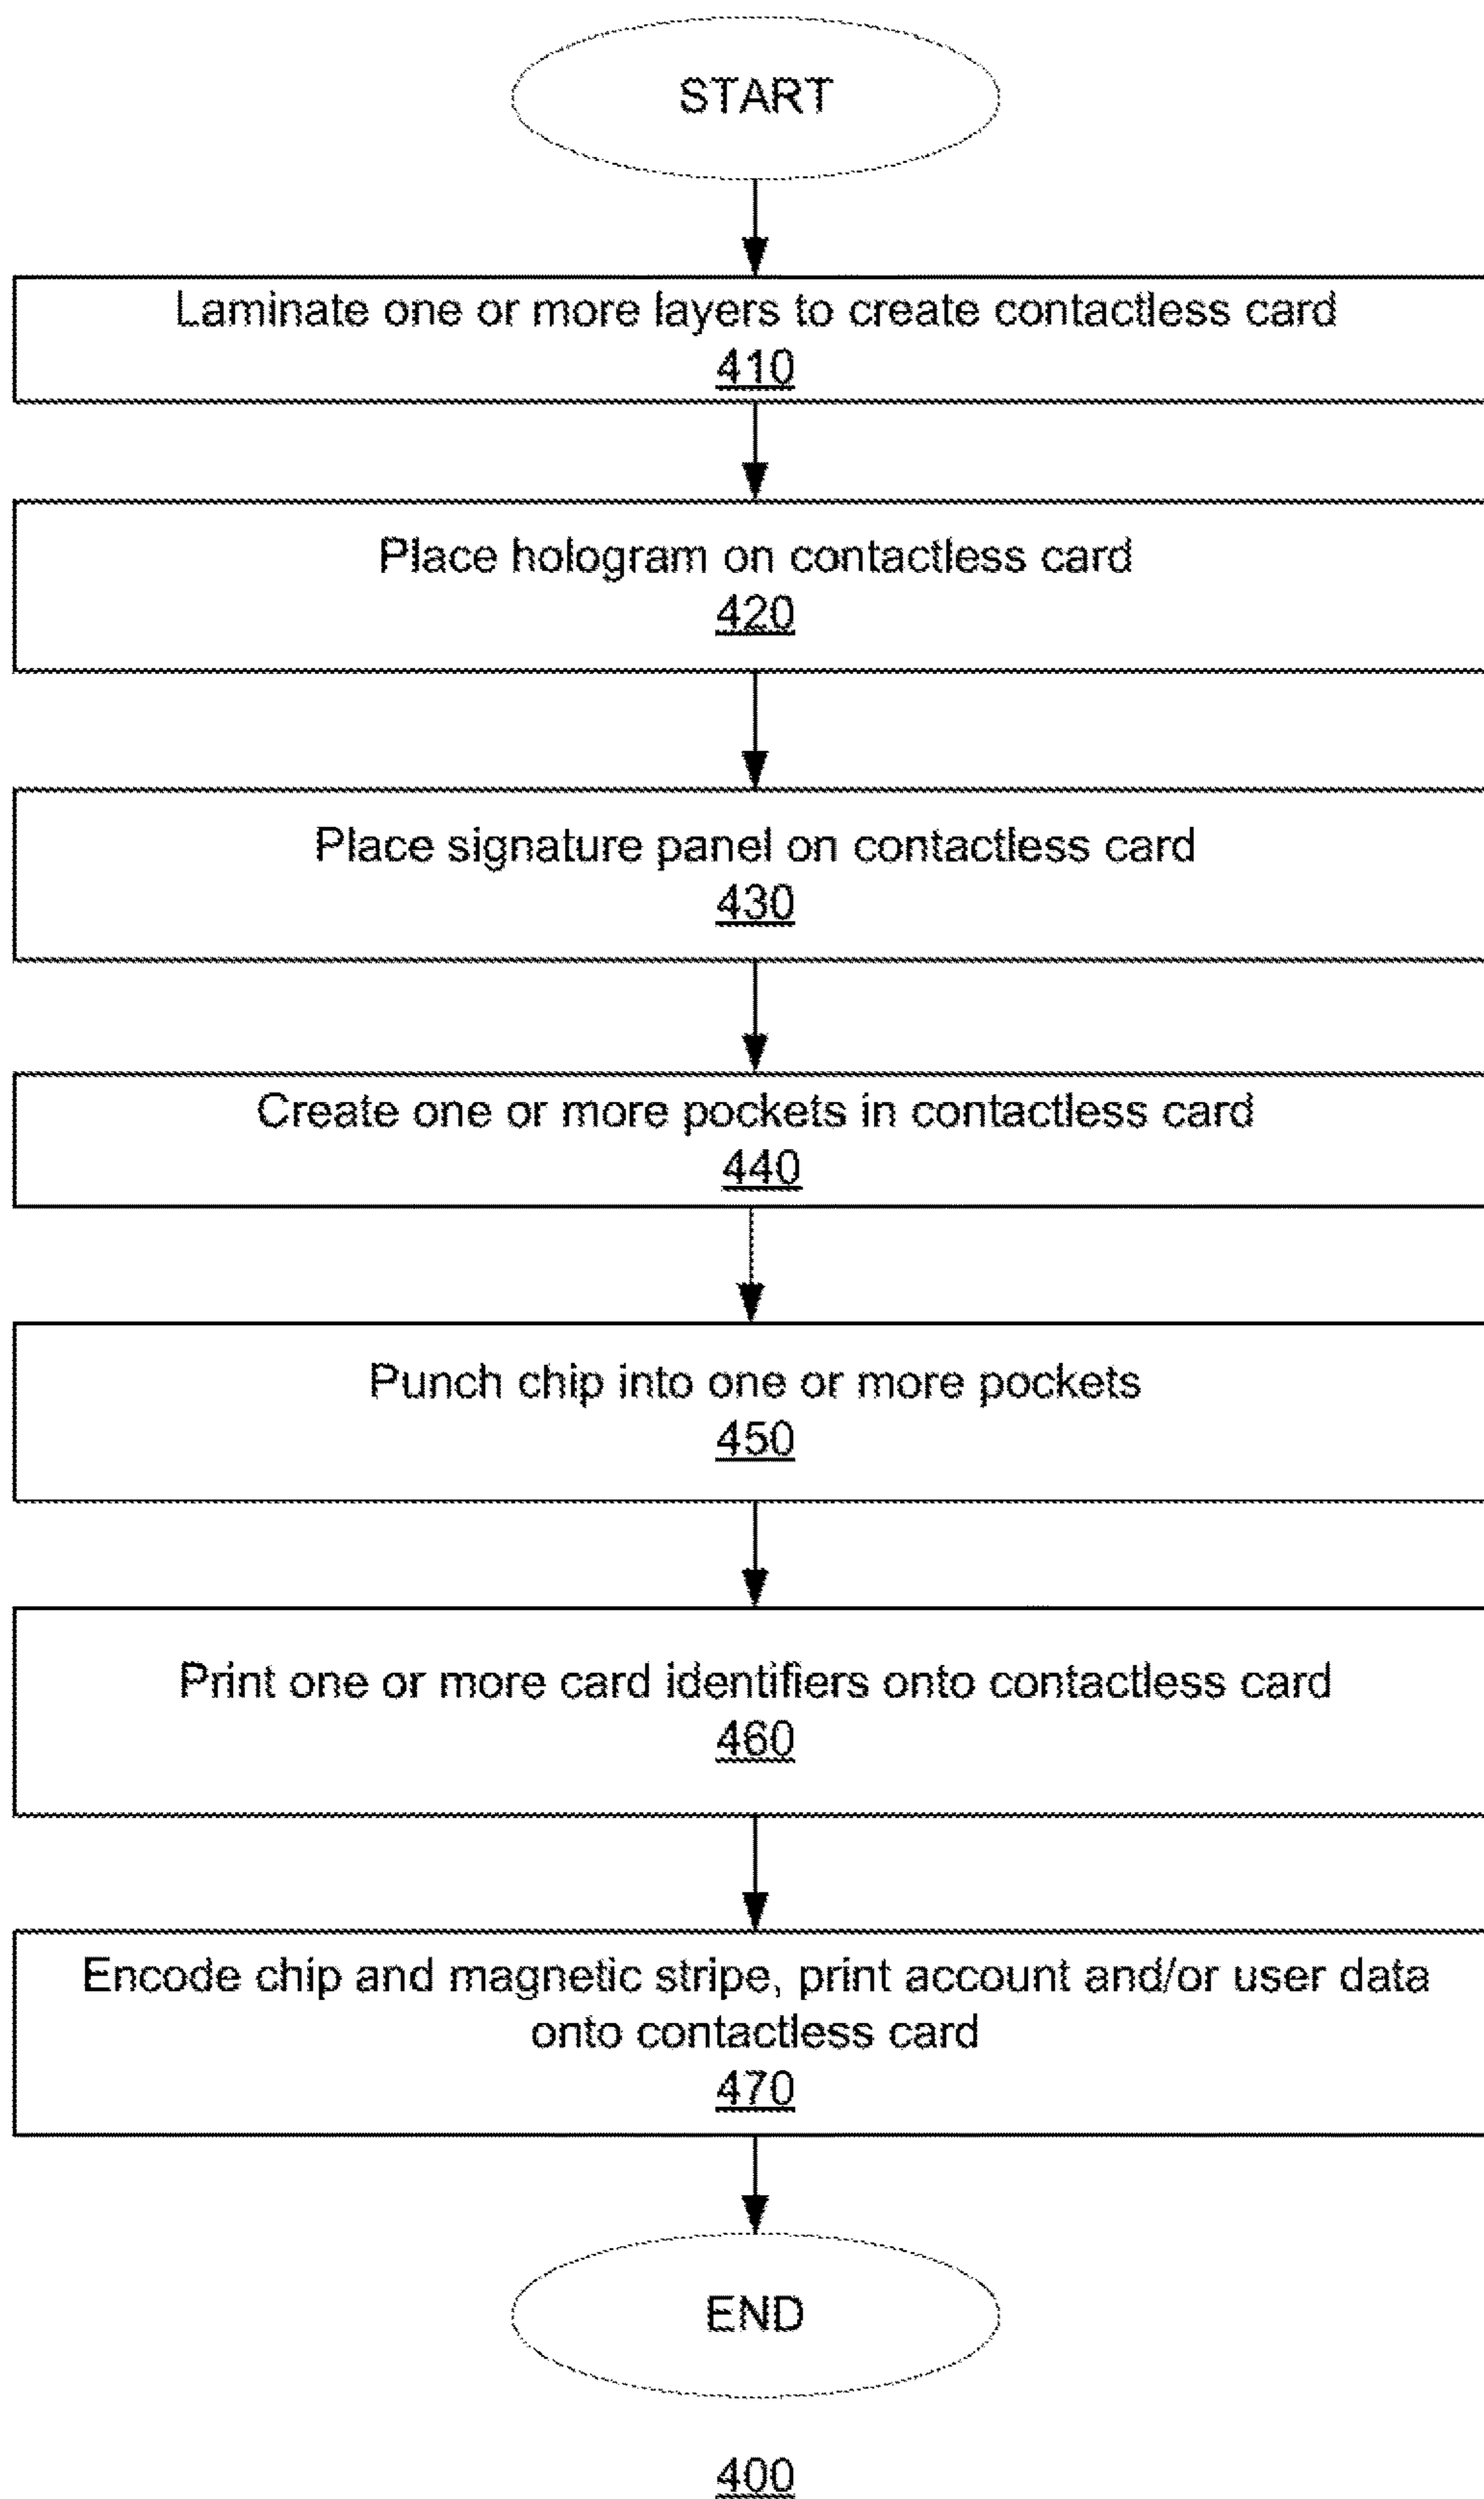 START
Laminate one or more layers to create contactless card
410
Place hologram on contactless card
420
Place signature panel on contactless card
430
Create one or more pockets in contactless card
440
Punch chip into one or more pockets
450
Print one or more card identifiers onto contactless card
460
Encode chip and magnetic stripe, print account and/or user data
onto contactless card
470
END
400